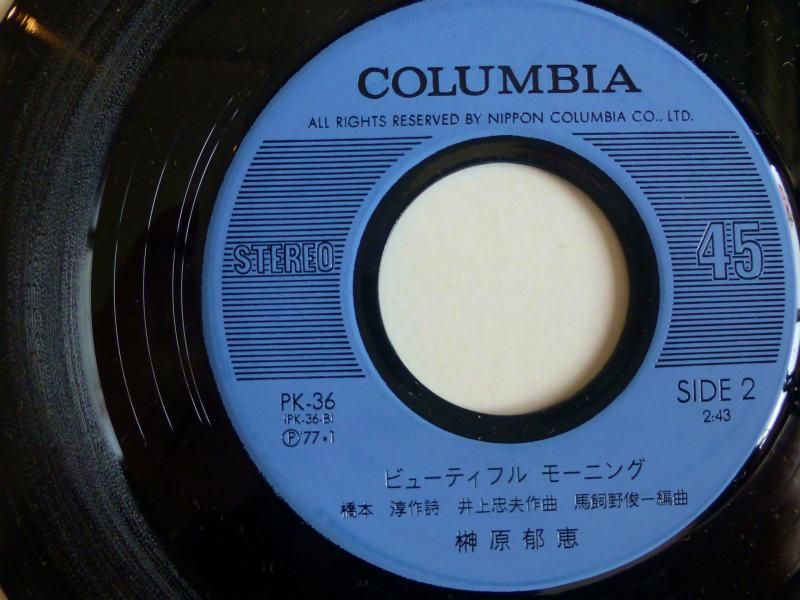 COLUMBIA
ALL RIGHTS RESERVED BY NIPPON COLUMBIA CO., LTD.
STEREO
45
PK-36
(PK-36-B)
Ⓟ77・1
SIDE 2
2:43
ビューティフル モーニング
橋本 淳作詩 井上忠夫作曲 馬飼野俊一編曲
榊原郁恵